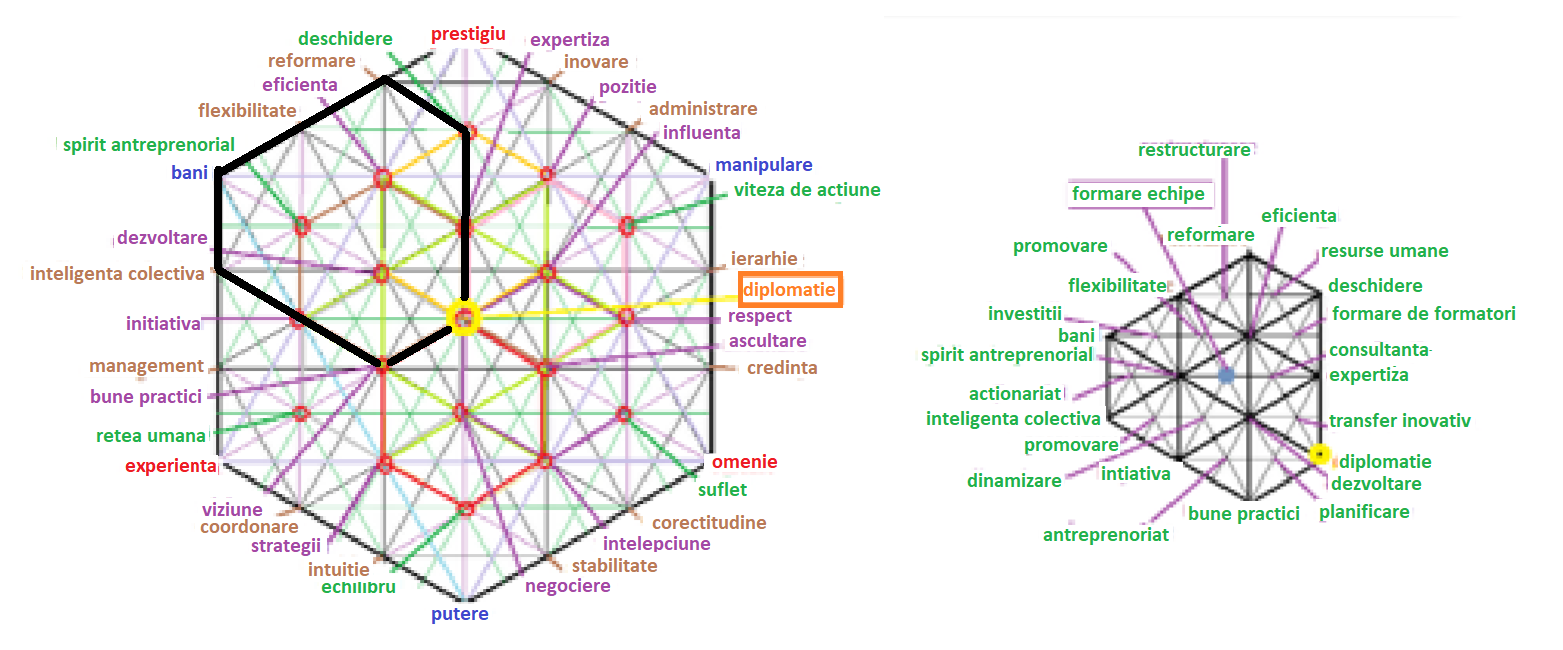 deschidere
prestigiu
expertiza
reformare
inovare
eficienta
pozitie
flexibilitate
administrare
influenta
spirit antreprenorial
bani
manipulare
viteza de actiune
dezvoltare
inteligenta colectiva
ierarhie
diplomatie
initiativa
respect
ascultare
management
credinta
bune practici
retea umana
experienta
omenie
suflet
viziune
coordonare
corectitudine
strategii
intelepciune
intuitie
stabilitate
echilibru
negociere
putere
restructurare
formare echipe
eficienta
promovare
reformare
resurse umane
flexibilitate
deschidere
investitii
formare de formatori
bani
spirit antreprenorial
consultanta
expertiza
actionariat
inteligenta colectiva
transfer inovativ
promovare
diplomatie
dinamizare
intiativa
dezvoltare
bune practici
planificare
antreprenoriat